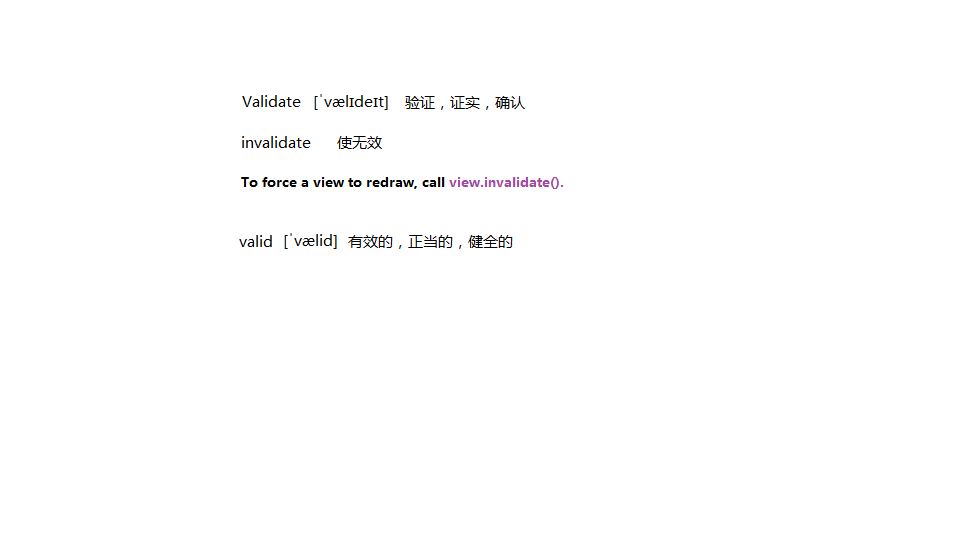 Validate [ˈvælɪdeɪt] 验证，证实，确认
invalidate 使无效
To force a view to redraw, call view.invalidate().
valid [ˈvælid] 有效的，正当的，健全的